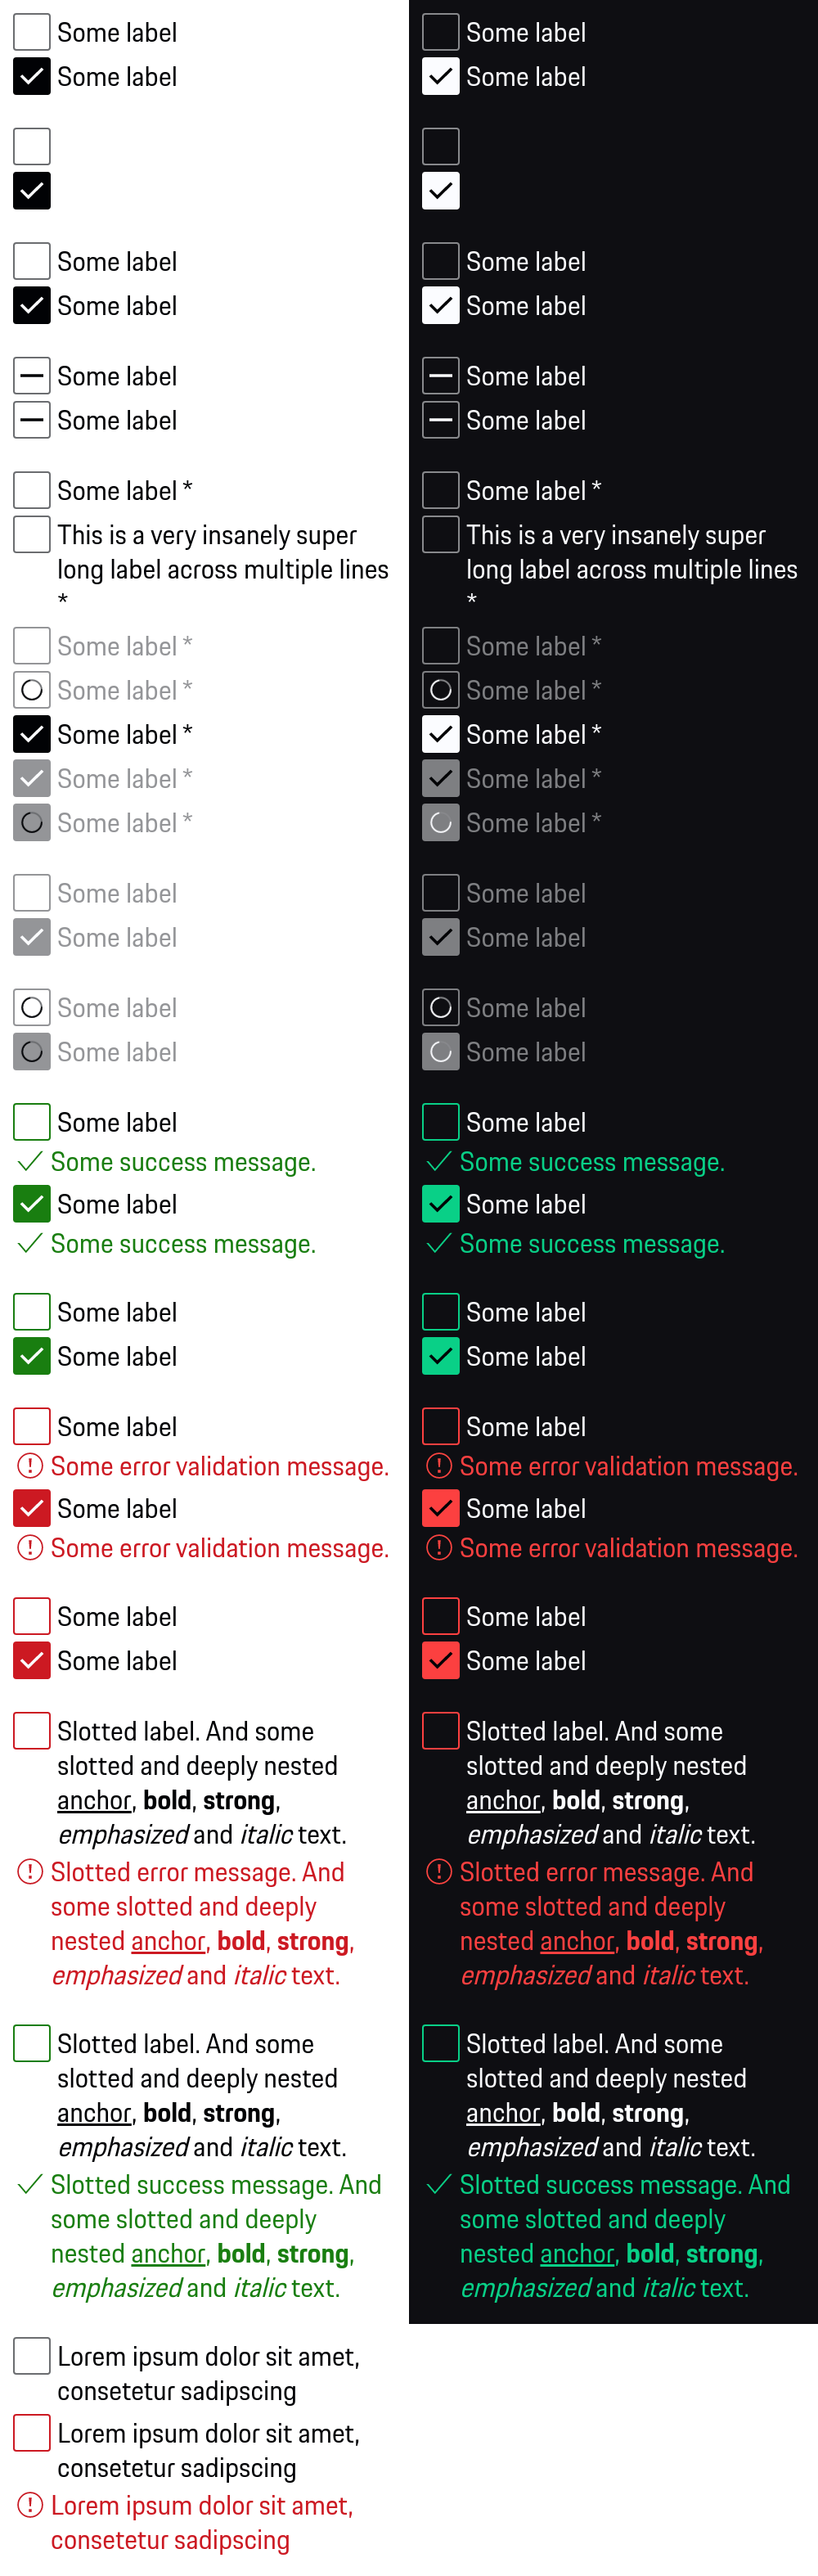 Some label
Some label
Some label
Some label
Some label
Some label
Some label *
This is a very insanely super
long label across multiple lines
*
Some label *
Some label *
Some label *
Some label *
Some label *
Some label
Some label
Some label
Some label
Some label
Some success message.
Some label
Some success message.
Some label
Some label
Some label
Some error validation message.
Some label
Some error validation message.
Some label
Some label
Slotted label. And some
slotted and deeply nested
anchor, bold, strong,
emphasized and italic text.
Slotted error message. And
some slotted and deeply
nested anchor, bold, strong,
emphasized and italic text.
Slotted label. And some
slotted and deeply nested
anchor, bold, strong,
emphasized and italic text.
Slotted success message. And
some slotted and deeply
nested anchor, bold, strong,
emphasized and italic text.
Lorem ipsum dolor sit amet,
consetetur sadipscing
Lorem ipsum dolor sit amet,
consetetur sadipscing
Lorem ipsum dolor sit amet,
consetetur sadipscing
Some label
Some label
Some label
Some label
Some label
Some label
Some label *
This is a very insanely super
long label across multiple lines
*
Some label *
Some label *
Some label *
Some label *
Some label *
Some label
Some label
Some label
Some label
Some label
Some success message.
Some label
Some success message.
Some label
Some label
Some label
Some error validation message.
Some label
Some error validation message.
Some label
Some label
Slotted label. And some
slotted and deeply nested
anchor, bold, strong,
emphasized and italic text.
Slotted error message. And
some slotted and deeply
nested anchor, bold, strong,
emphasized and italic text.
Slotted label. And some
slotted and deeply nested
anchor, bold, strong,
emphasized and italic text.
Slotted success message. And
some slotted and deeply
nested anchor, bold, strong,
emphasized and italic text.